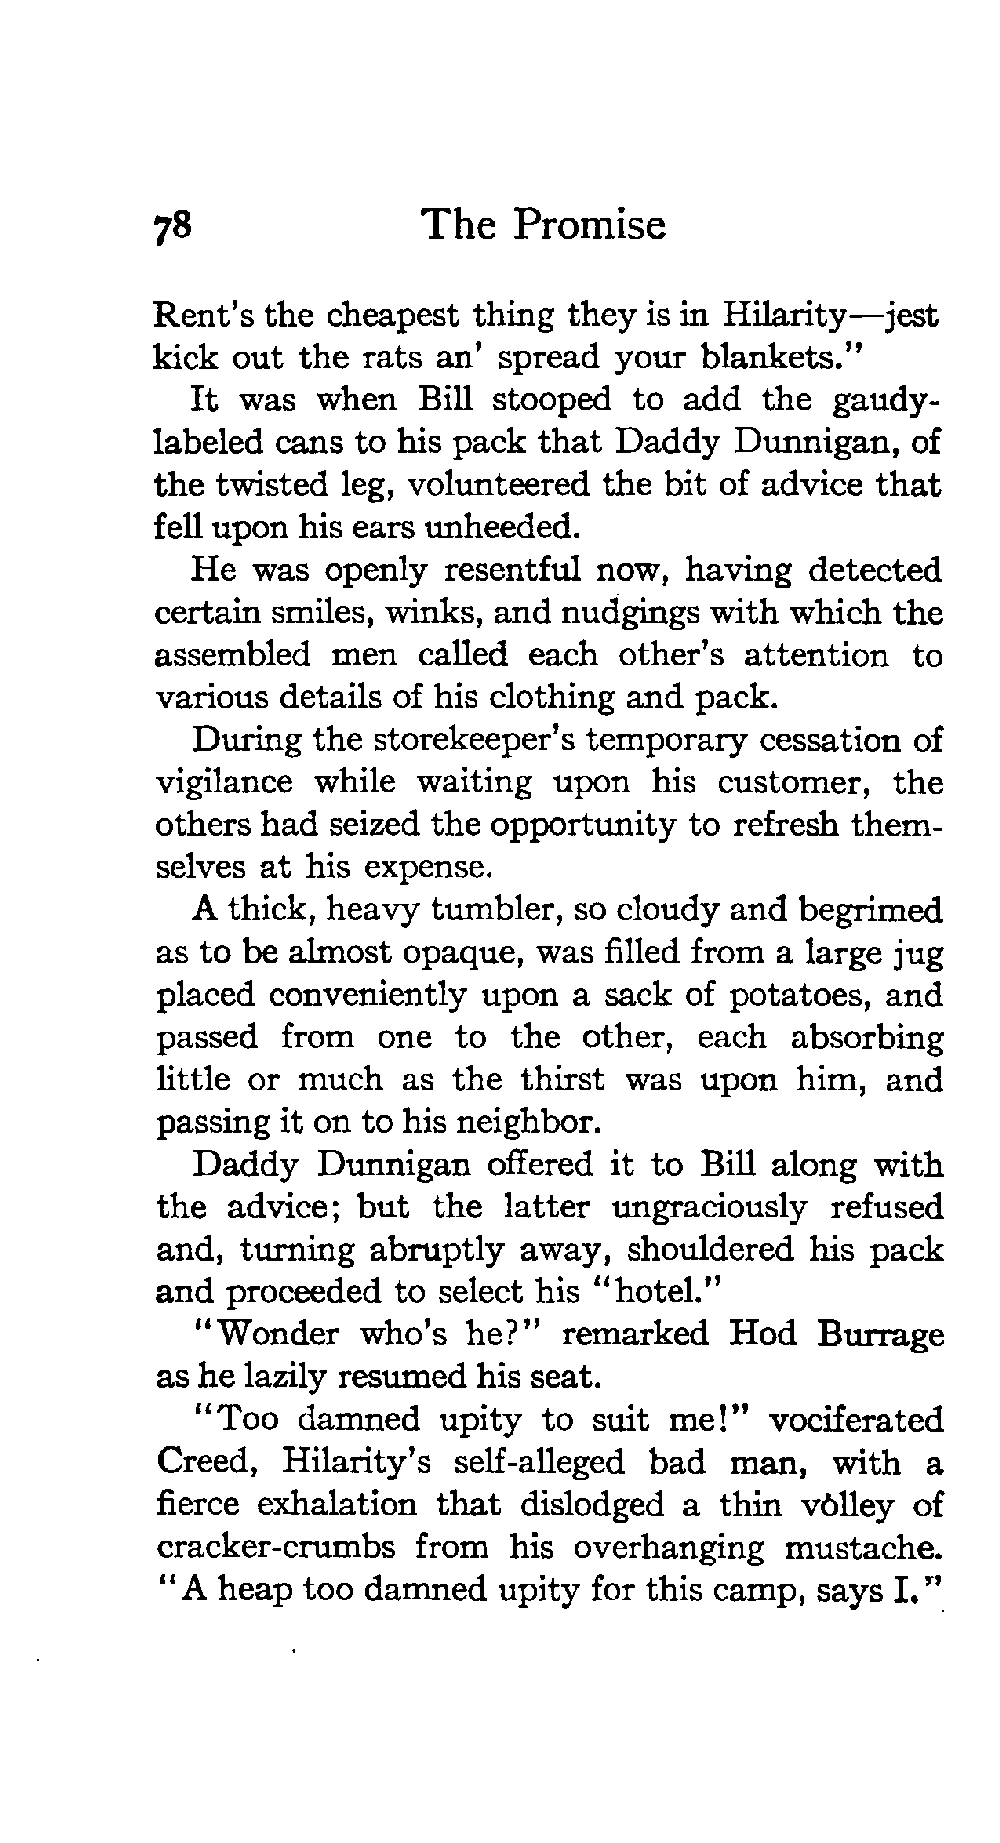 78 The Promise
Rent's the cheapest thing they is in Hilarity—jest
kick out the rats an' spread your blankets."
It was when Bill stooped to add the gaudy-
labeled cans to his pack that Daddy Dunnigan, of
the twisted leg, volunteered the bit of advice that
fell upon his ears unheeded.
He was openly resentful now, having detected
certain smiles, winks, and nudgings with which the
assembled men called each other's attention to
various details of his clothing and pack.
During the storekeeper's temporary cessation of
vigilance while waiting upon his customer, the
others had seized the opportunity to refresh them-
selves at his expense.
A thick, heavy tumbler, so cloudy and begrimed
as to be almost opaque, was filled from a large jug
placed conveniently upon a sack of potatoes, and
passed from one to the other, each absorbing
little or much as the thirst was upon him, and
passing it on to his neighbor.
Daddy Dunnigan offered it to Bill along with
the advice; but the latter ungraciously refused
and, turning abruptly away, shouldered his pack
and proceeded to select his "hotel."
"Wonder who's he?" remarked Hod Burrage
as he lazily resumed his seat.
"Too damned upity to suit me!" vociferated
Creed, Hilarity's self-alleged bad man, with a
fierce exhalation that dislodged a thin volley of
cracker-crumbs from his overhanging mustache.
"A heap too damned upity for this camp, says I."